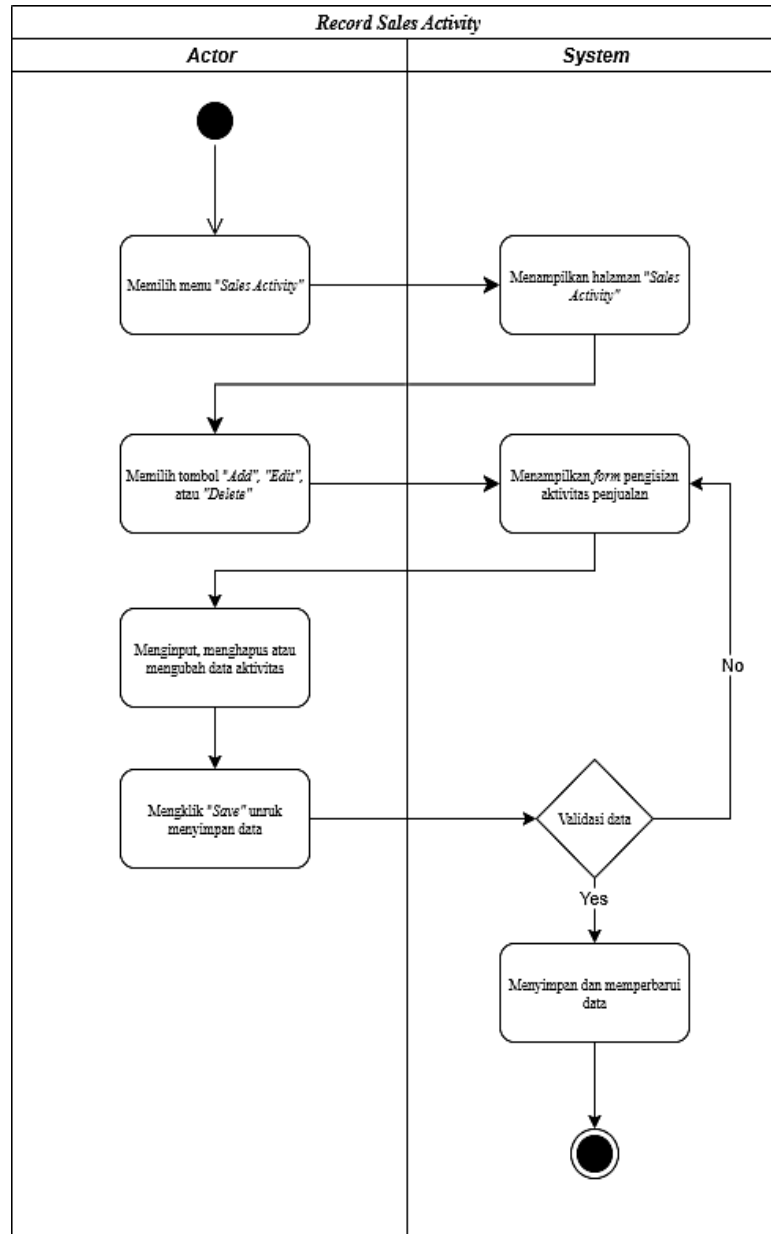 Record Sales Activity
Actor
System
Memilih menu "Sales Activity"
Menampilkan halaman "Sales
Activity"
Memilih tombol "Add", "Edit",
atau "Delete"
Menampilkan form pengisian
aktivitas penjualan
Menginput, menghapus atau
mengubah data aktivitas
No
Mengklik "Save" unruk
menyimpan data
Validasi data
Yes
Menyimpan dan memperbarui
data